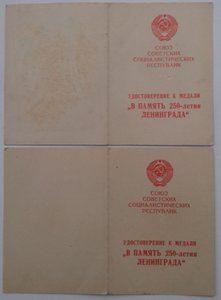 СОЮЗ
СОВЕТСКИХ
СОЦИАЛИСТИЧЕСКИХ
РЕСПУБЛИК
УДОСТОВЕРЕНИЕ К МЕДАЛИ
„В ПАМЯТЬ 250-летия
ЛЕНИНГРАДА“
СОЮЗ
СОВЕТСКИХ
СОЦИАЛИСТИЧЕСКИХ
РЕСПУБЛИК
УДОСТОВЕРЕНИЕ К МЕДАЛИ
„В ПАМЯТЬ 250-летия
ЛЕНИНГРАДА“